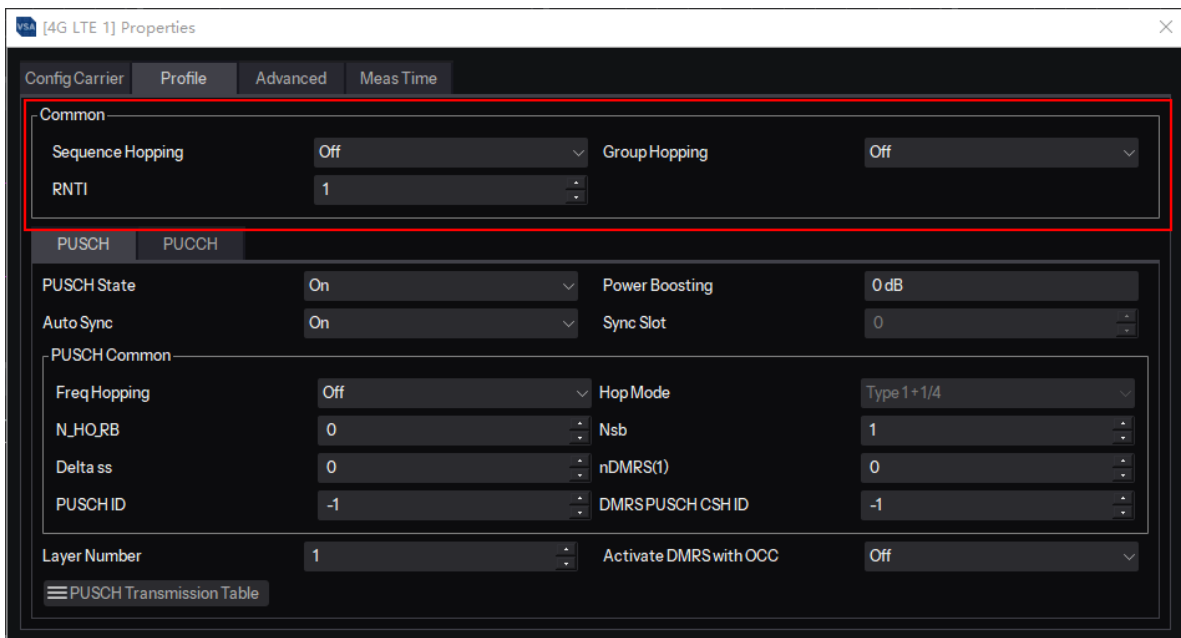 VSA [4G LTE 1] Properties
Config Carrier Profile Advanced Meas Time
Common
Sequence Hopping Off Group Hopping Off
RNTI 1
PUSCH PUCCH
PUSCH State On Power Boosting 0 dB
Auto Sync On Sync Slot 0
PUSCH Common
Freq Hopping Off Hop Mode Type 1+1/4
N_HO_RB 0 Nsb 1
Delta ss 0 nDMRS(1) 0
PUSCH ID -1 DMRS PUSCH CSH ID -1
Layer Number 1 Activate DMRS with OCC Off
PUSCH Transmission Table